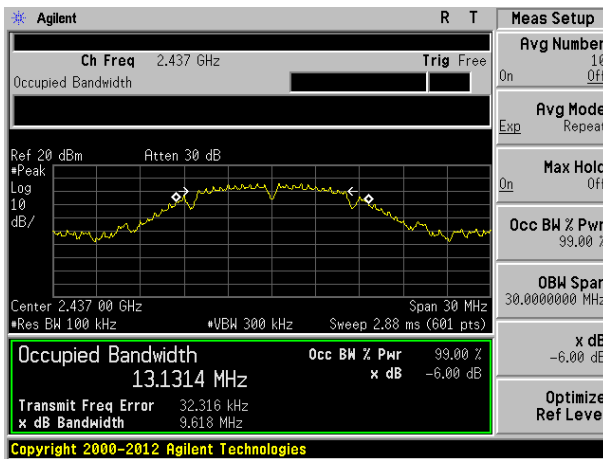 Agilent R T
Ch Freq 2.437 GHz Trig Free
Occupied Bandwidth
Ref 20 dBm Atten 30 dB
#Peak
Log
10
dB/
Center 2.437 00 GHz Span 30 MHz
#Res BW 100 kHz #VBW 300 kHz Sweep 2.88 ms (601 pts)
Occupied Bandwidth Occ BW % Pwr 99.00 %
13.1314 MHz x dB -6.00 dB
Transmit Freq Error 32.316 kHz
x dB Bandwidth 9.618 MHz
Copyright 2000-2012 Agilent Technologies
Meas Setup
Avg Number
10
On Off
Avg Mode
Exp Repeat
Max Hold
On Off
Occ BW % Pwr
99.00 %
OBW Span
30.0000000 MHz
x dB
-6.00 dB
Optimize
Ref Level